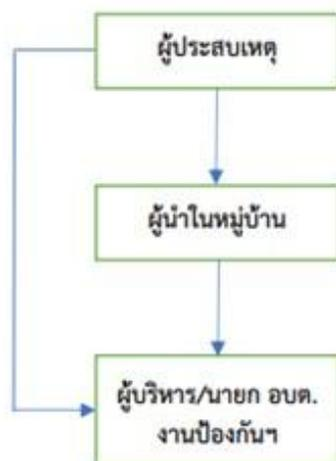 ผู้ประสบเหตุ
ผู้นำในหมู่บ้าน
ผู้บริหาร/นายก อบต.
งานป้องกันฯ